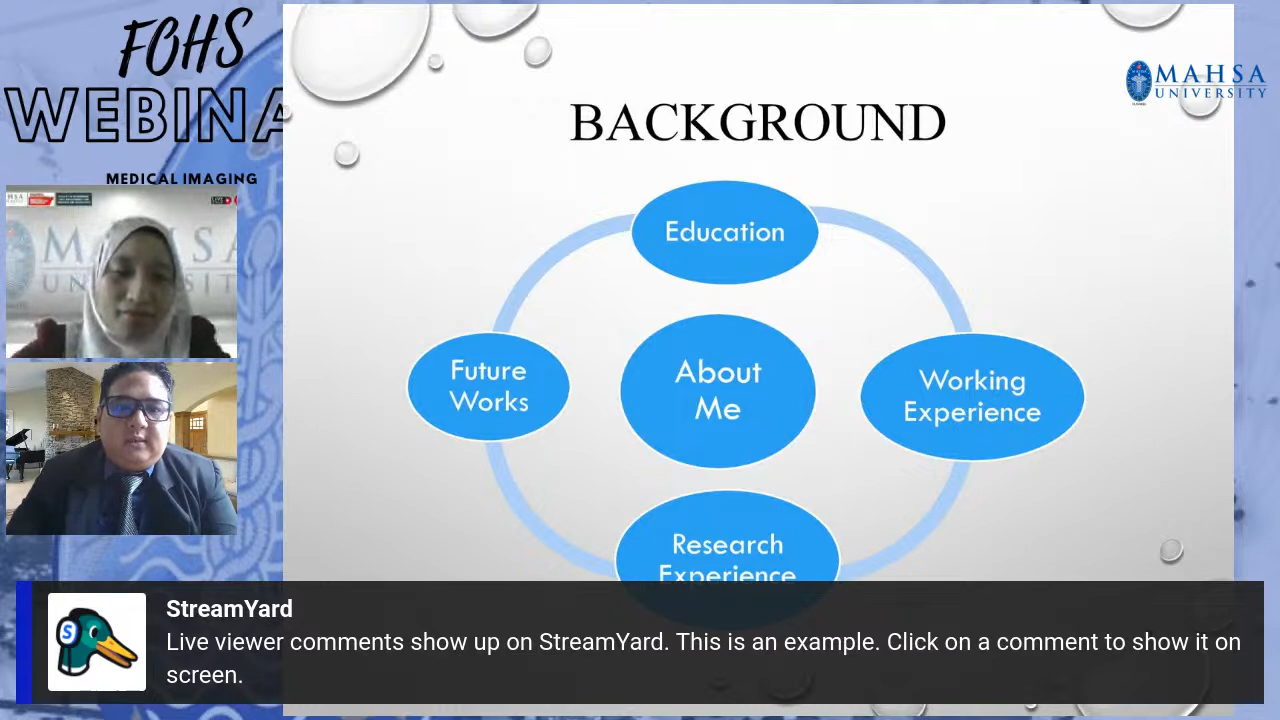 FOHS
WEBINA
MEDICAL IMAGING
MAHSA
UNIVERSITY
BACKGROUND
Education
Future
Works
About
Me
Working
Experience
Research
Experience
StreamYard
Live viewer comments show up on StreamYard. This is an example. Click on a comment to show it on
screen.